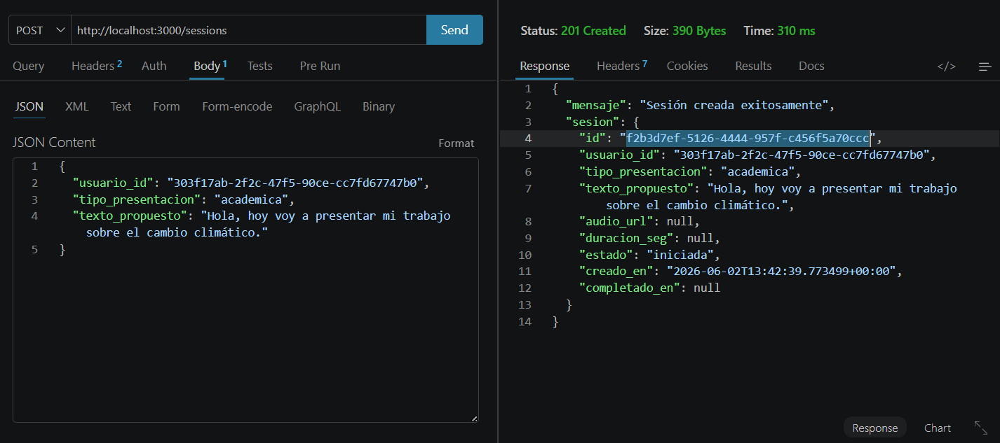 POST http://localhost:3000/sessions Send
Query Headers 2 Auth Body 1 Tests Pre Run
JSON XML Text Form Form-encode GraphQL Binary
JSON Content Format
1 {
2 "usuario_id": "303f17ab-2f2c-47f5-90ce-cc7fd67747b0",
3 "tipo_presentacion": "academica",
4 "texto_propuesto": "Hola, hoy voy a presentar mi trabajo
sobre el cambio climático."
5 }
Status: 201 Created Size: 390 Bytes Time: 310 ms
Response Headers 7 Cookies Results Docs </>
1 {
2 "mensaje": "Sesión creada exitosamente",
3 "sesion": {
4 "id": "f2b3d7ef-5126-4444-957f-c456f5a70ccc",
5 "usuario_id": "303f17ab-2f2c-47f5-90ce-cc7fd67747b0",
6 "tipo_presentacion": "academica",
7 "texto_propuesto": "Hola, hoy voy a presentar mi trabajo
sobre el cambio climático.",
8 "audio_url": null,
9 "duracion_seg": null,
10 "estado": "iniciada",
11 "creado_en": "2026-06-02T13:42:39.773499+00:00",
12 "completado_en": null
13 }
14 }
Response Chart